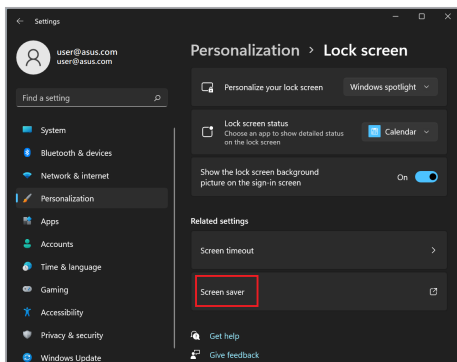 Settings
user@asus.com
user@asus.com
Find a setting
System
Bluetooth & devices
Network & internet
Personalization
Apps
Accounts
Time & language
Gaming
Accessibility
Privacy & security
Windows Update
Personalization > Lock screen
Personalize your lock screen
Windows spotlight
Lock screen status
Choose an app to show detailed status
on the lock screen
Calendar
Show the lock screen background
picture on the sign-in screen
On
Related settings
Screen timeout
Screen saver
Get help
Give feedback